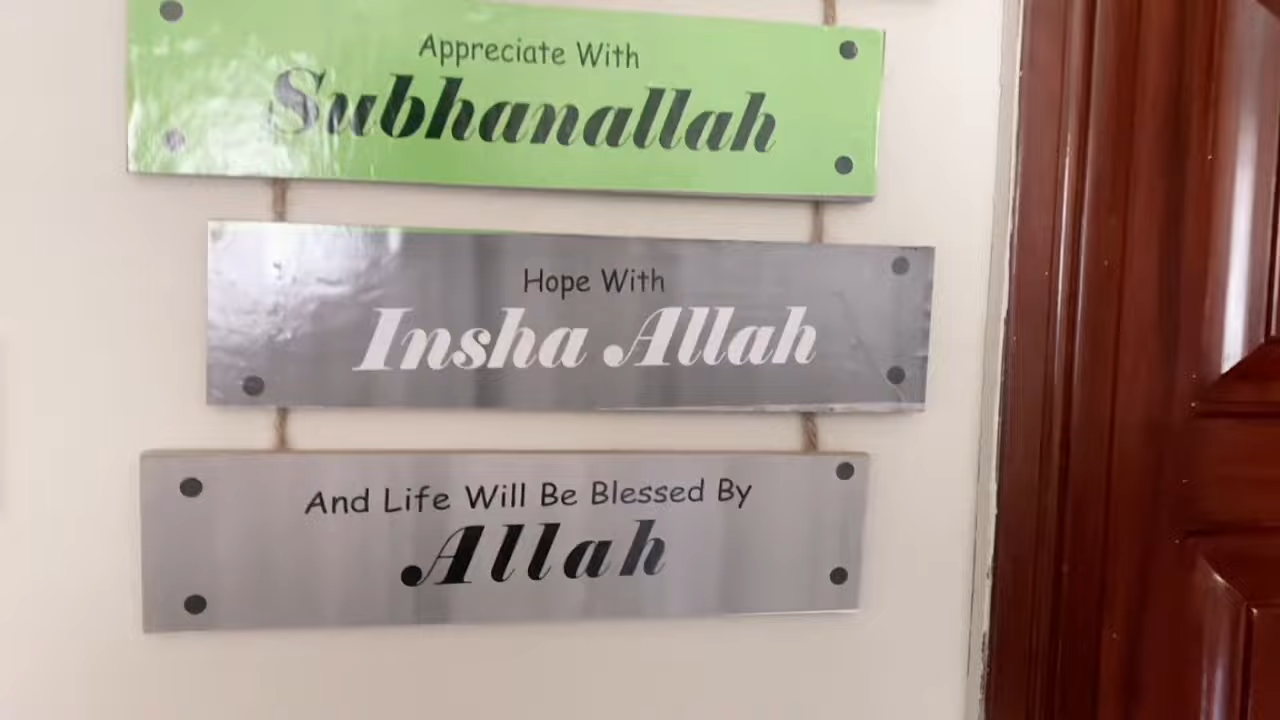 Appreciate With
Subhanallah
Hope With
Insha Allah
And Life Will Be Blessed By
Allah